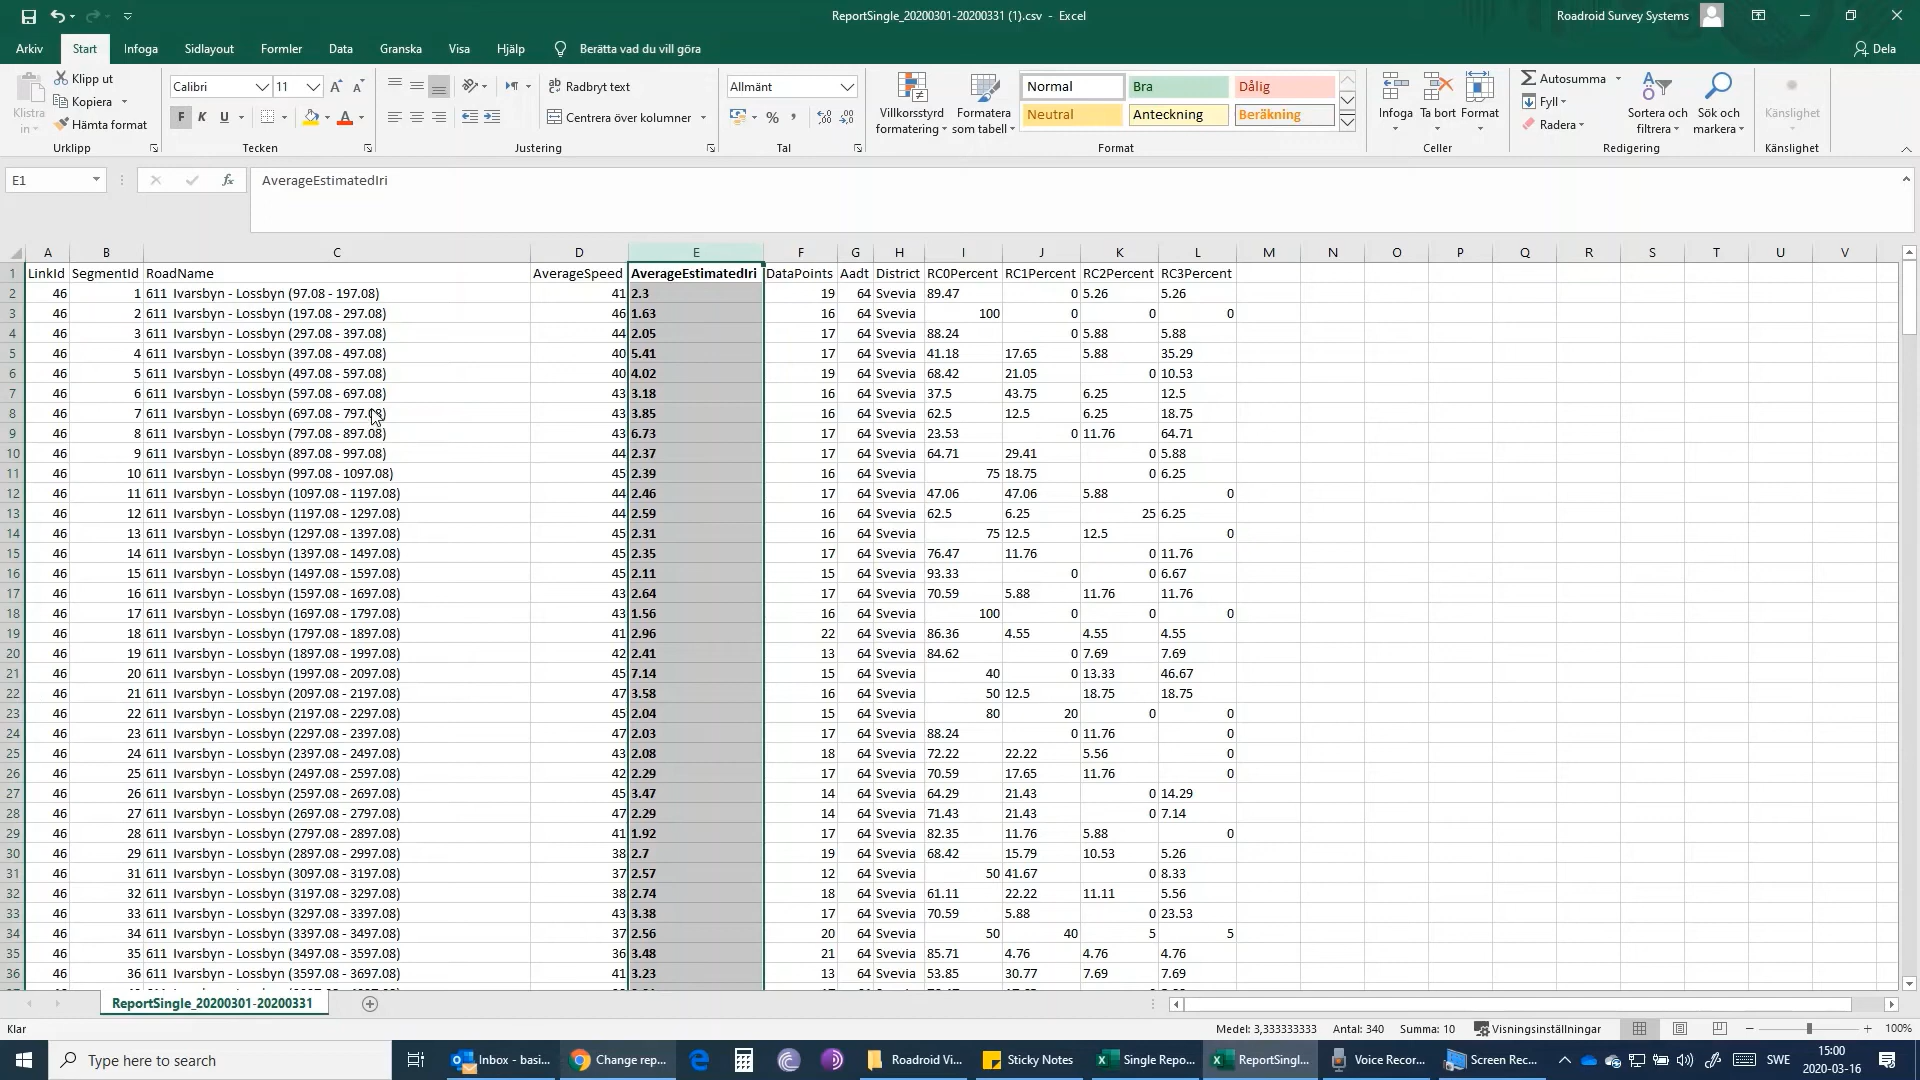 ReportSingle_20200301-20200331 (1).csv - Excel
Roadroid Survey Systems
Arkiv Start Infoga Sidlayout Formler Data Granska Visa Hjälp Berätta vad du vill göra Dela
Klistra in
Klipp ut
Kopiera
Hämta format
Urklipp
Calibri 11
F K U
Tecken
Radbryt text
Centrera över kolumner
Justering
Allmänt
Tal
Villkorsstyrd formatering
Formatera som tabell
Normal Bra Dålig
Neutral Anteckning Beräkning
Format
Infoga Ta bort Format
Celler
Autosumma
Fyll
Radera
Sortera och filtrera
Sök och markera
Redigering
Känslighet
Känslighet
E1 fx AverageEstimatedIri
A B C D E F G H I J K L M N O P Q R S T U V
1 LinkId SegmentId RoadName AverageSpeed AverageEstimatedIri DataPoints Aadt District RC0Percent RC1Percent RC2Percent RC3Percent
2 46 1 611 Ivarsbyn - Lossbyn (97.08 - 197.08) 41 2.3 19 64 Svevia 89.47 0 5.26 5.26
3 46 2 611 Ivarsbyn - Lossbyn (197.08 - 297.08) 46 1.63 16 64 Svevia 100 0 0 0
4 46 3 611 Ivarsbyn - Lossbyn (297.08 - 397.08) 44 2.05 17 64 Svevia 88.24 0 5.88 5.88
5 46 4 611 Ivarsbyn - Lossbyn (397.08 - 497.08) 40 5.41 17 64 Svevia 41.18 17.65 5.88 35.29
6 46 5 611 Ivarsbyn - Lossbyn (497.08 - 597.08) 40 4.02 19 64 Svevia 68.42 21.05 0 10.53
7 46 6 611 Ivarsbyn - Lossbyn (597.08 - 697.08) 43 3.18 16 64 Svevia 37.5 43.75 6.25 12.5
8 46 7 611 Ivarsbyn - Lossbyn (697.08 - 797.08) 43 3.85 16 64 Svevia 62.5 12.5 6.25 18.75
9 46 8 611 Ivarsbyn - Lossbyn (797.08 - 897.08) 43 6.73 17 64 Svevia 23.53 0 11.76 64.71
10 46 9 611 Ivarsbyn - Lossbyn (897.08 - 997.08) 44 2.37 17 64 Svevia 64.71 29.41 0 5.88
11 46 10 611 Ivarsbyn - Lossbyn (997.08 - 1097.08) 45 2.39 16 64 Svevia 75 18.75 0 6.25
12 46 11 611 Ivarsbyn - Lossbyn (1097.08 - 1197.08) 44 2.46 17 64 Svevia 47.06 47.06 5.88 0
13 46 12 611 Ivarsbyn - Lossbyn (1197.08 - 1297.08) 44 2.59 16 64 Svevia 62.5 6.25 25 6.25
14 46 13 611 Ivarsbyn - Lossbyn (1297.08 - 1397.08) 45 2.31 16 64 Svevia 75 12.5 12.5 0
15 46 14 611 Ivarsbyn - Lossbyn (1397.08 - 1497.08) 45 2.35 17 64 Svevia 76.47 11.76 0 11.76
16 46 15 611 Ivarsbyn - Lossbyn (1497.08 - 1597.08) 45 2.11 15 64 Svevia 93.33 0 0 6.67
17 46 16 611 Ivarsbyn - Lossbyn (1597.08 - 1697.08) 43 2.64 17 64 Svevia 70.59 5.88 11.76 11.76
18 46 17 611 Ivarsbyn - Lossbyn (1697.08 - 1797.08) 43 1.56 16 64 Svevia 100 0 0 0
19 46 18 611 Ivarsbyn - Lossbyn (1797.08 - 1897.08) 41 2.96 22 64 Svevia 86.36 4.55 4.55 4.55
20 46 19 611 Ivarsbyn - Lossbyn (1897.08 - 1997.08) 42 2.41 13 64 Svevia 84.62 0 7.69 7.69
21 46 20 611 Ivarsbyn - Lossbyn (1997.08 - 2097.08) 45 7.14 15 64 Svevia 40 0 13.33 46.67
22 46 21 611 Ivarsbyn - Lossbyn (2097.08 - 2197.08) 47 3.58 16 64 Svevia 50 12.5 18.75 18.75
23 46 22 611 Ivarsbyn - Lossbyn (2197.08 - 2297.08) 45 2.04 15 64 Svevia 80 20 0 0
24 46 23 611 Ivarsbyn - Lossbyn (2297.08 - 2397.08) 47 2.03 17 64 Svevia 88.24 0 11.76 0
25 46 24 611 Ivarsbyn - Lossbyn (2397.08 - 2497.08) 43 2.08 18 64 Svevia 72.22 22.22 5.56 0
26 46 25 611 Ivarsbyn - Lossbyn (2497.08 - 2597.08) 42 2.29 17 64 Svevia 70.59 17.65 11.76 0
27 46 26 611 Ivarsbyn - Lossbyn (2597.08 - 2697.08) 45 3.47 14 64 Svevia 64.29 21.43 0 14.29
28 46 27 611 Ivarsbyn - Lossbyn (2697.08 - 2797.08) 47 2.29 14 64 Svevia 71.43 21.43 0 7.14
29 46 28 611 Ivarsbyn - Lossbyn (2797.08 - 2897.08) 41 1.92 17 64 Svevia 82.35 11.76 5.88 0
30 46 29 611 Ivarsbyn - Lossbyn (2897.08 - 2997.08) 38 2.7 19 64 Svevia 68.42 15.79 10.53 5.26
31 46 31 611 Ivarsbyn - Lossbyn (3097.08 - 3197.08) 37 2.57 12 64 Svevia 50 41.67 0 8.33
32 46 32 611 Ivarsbyn - Lossbyn (3197.08 - 3297.08) 38 2.74 18 64 Svevia 61.11 22.22 11.11 5.56
33 46 33 611 Ivarsbyn - Lossbyn (3297.08 - 3397.08) 43 3.38 17 64 Svevia 70.59 5.88 0 23.53
34 46 34 611 Ivarsbyn - Lossbyn (3397.08 - 3497.08) 37 2.56 20 64 Svevia 50 40 5 5
35 46 35 611 Ivarsbyn - Lossbyn (3497.08 - 3597.08) 36 3.48 21 64 Svevia 85.71 4.76 4.76 4.76
36 46 36 611 Ivarsbyn - Lossbyn (3597.08 - 3697.08) 41 3.23 13 64 Svevia 53.85 30.77 7.69 7.69
ReportSingle_20200301-20200331
Klar Medel: 3,333333333 Antal: 340 Summa: 10 Visningsinställningar 100%
Type here to search Inbox - basi... Change rep... Roadroid Vi... Sticky Notes Single Repo... ReportSingl... Voice Recor... Screen Rec... SWE 15:00
2020-03-16